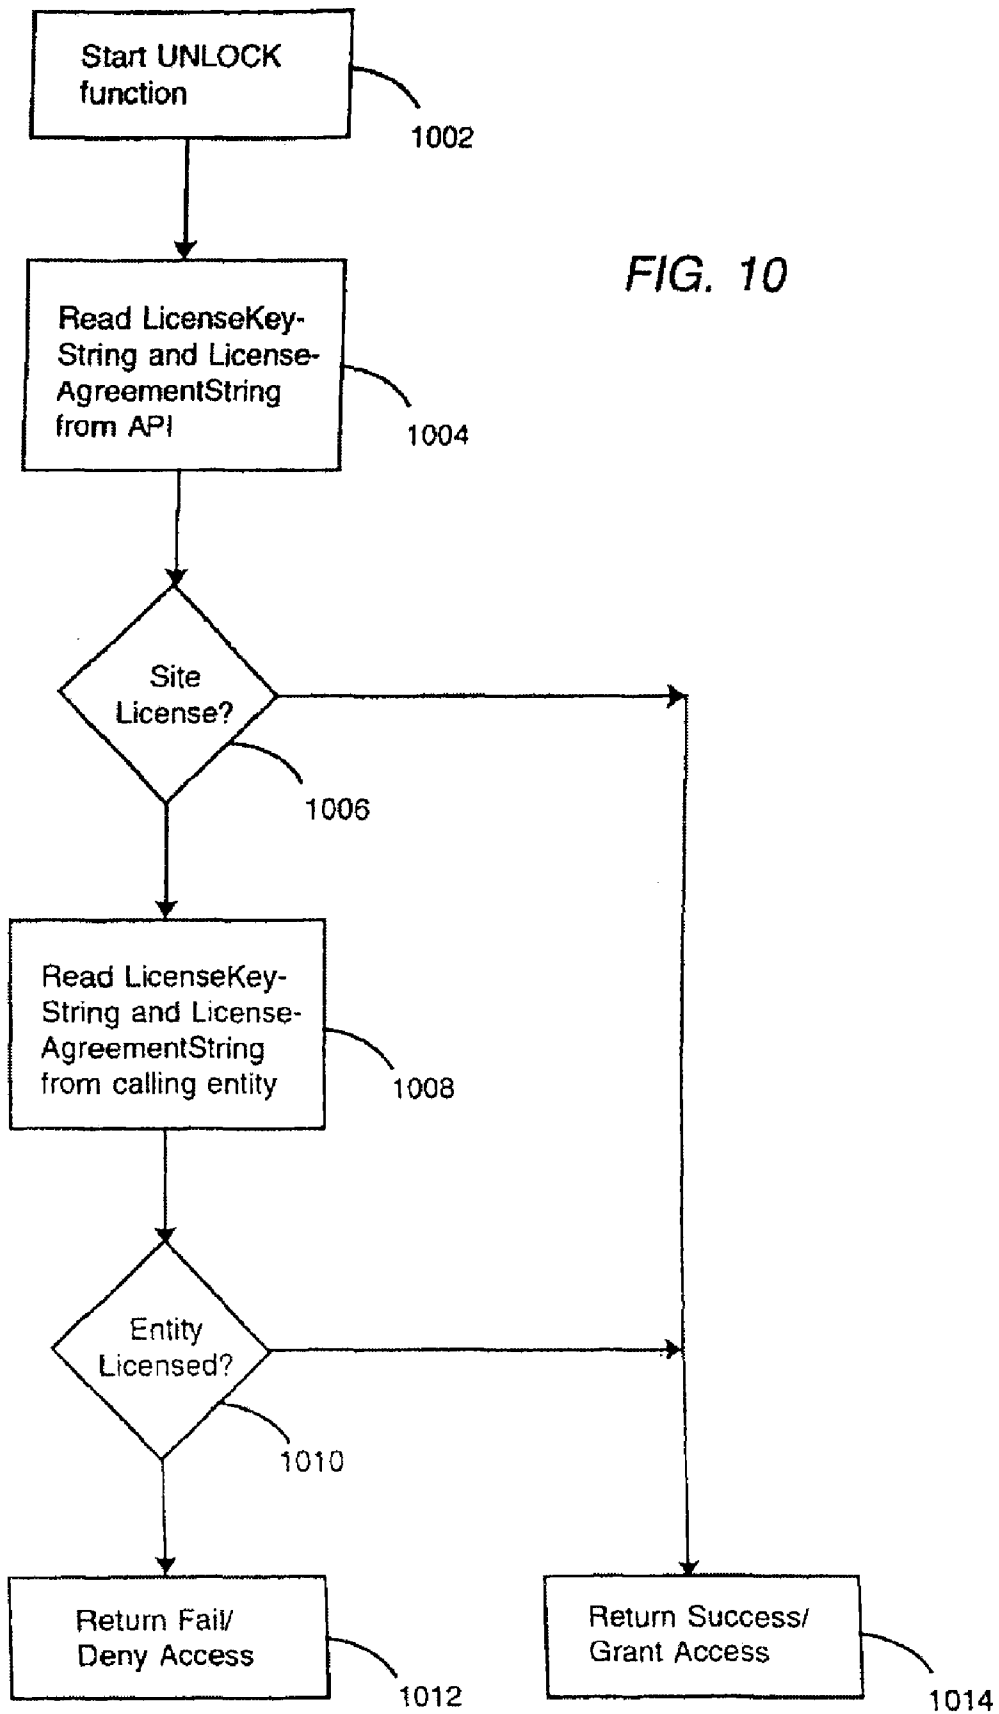 Start UNLOCK
function
1002
FIG. 10
Read LicenseKey-
String and License-
AgreementString
from API
1004
Site
License?
1006
Read LicenseKey-
String and License-
AgreementString
from calling entity
1008
Entity
Licensed?
1010
Return Fail/
Deny Access
1012
Return Success/
Grant Access
1014